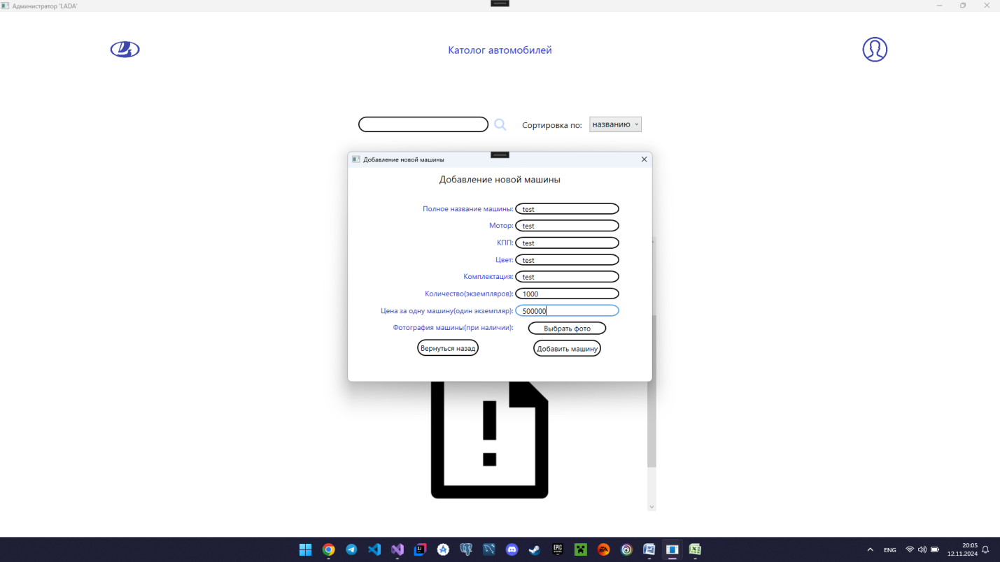 Администратор 'LADA'
Католог автомобилей
Сортировка по: названию
Добавление новой машины
Добавление новой машины
Полное название машины: test
Мотор: test
КПП: test
Цвет: test
Комплектация: test
Количество(экземпляров): 1000
Цена за одну машину(один экземпляр): 500000
Фотография машины(при наличии): Выбрать фото
Вернуться назад Добавить машину
EPIC GAMES
ENG
20:05
12.11.2024